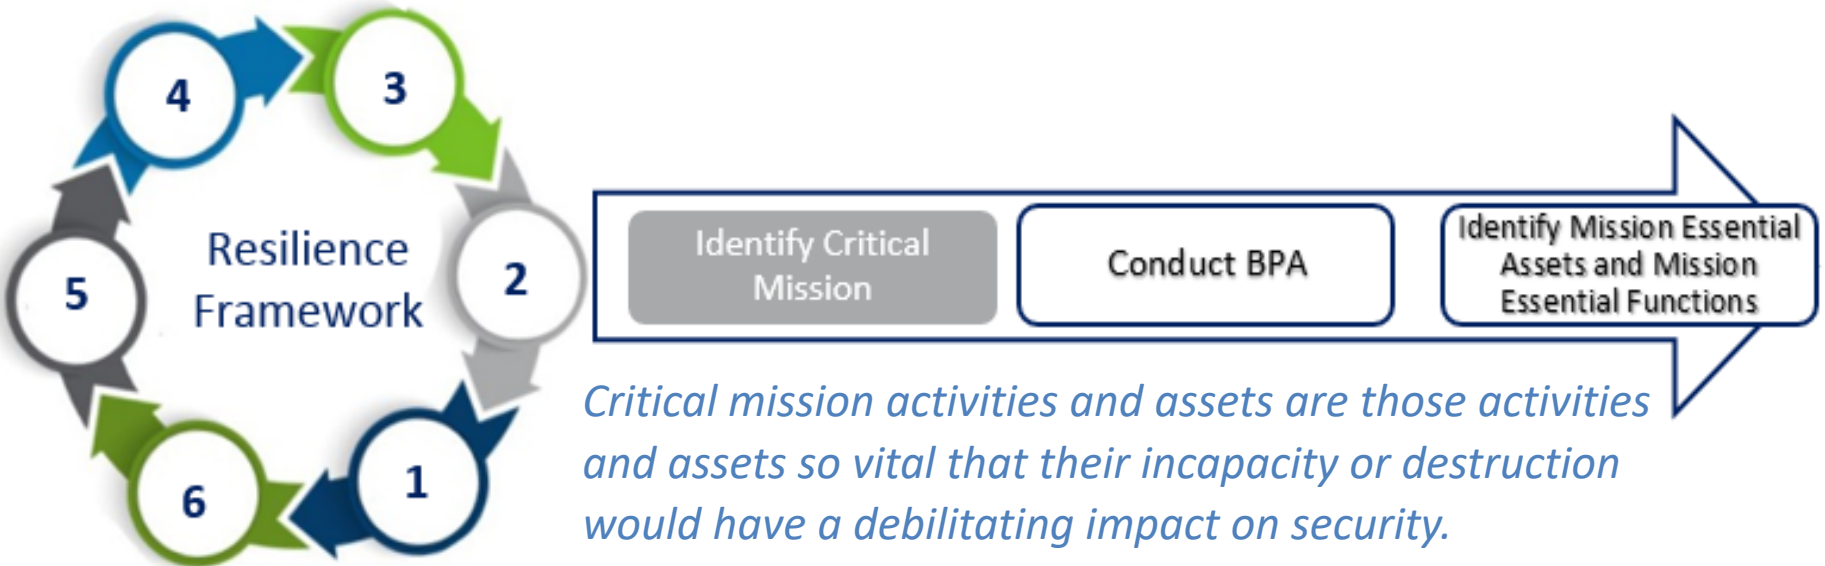 4
3
Resilience
Framework
5
2
6
1
Identify Critical
Mission
Conduct BPA
Identify Mission Essential
Assets and Mission
Essential Functions
Critical mission activities and assets are those activities
and assets so vital that their incapacity or destruction
would have a debilitating impact on security.